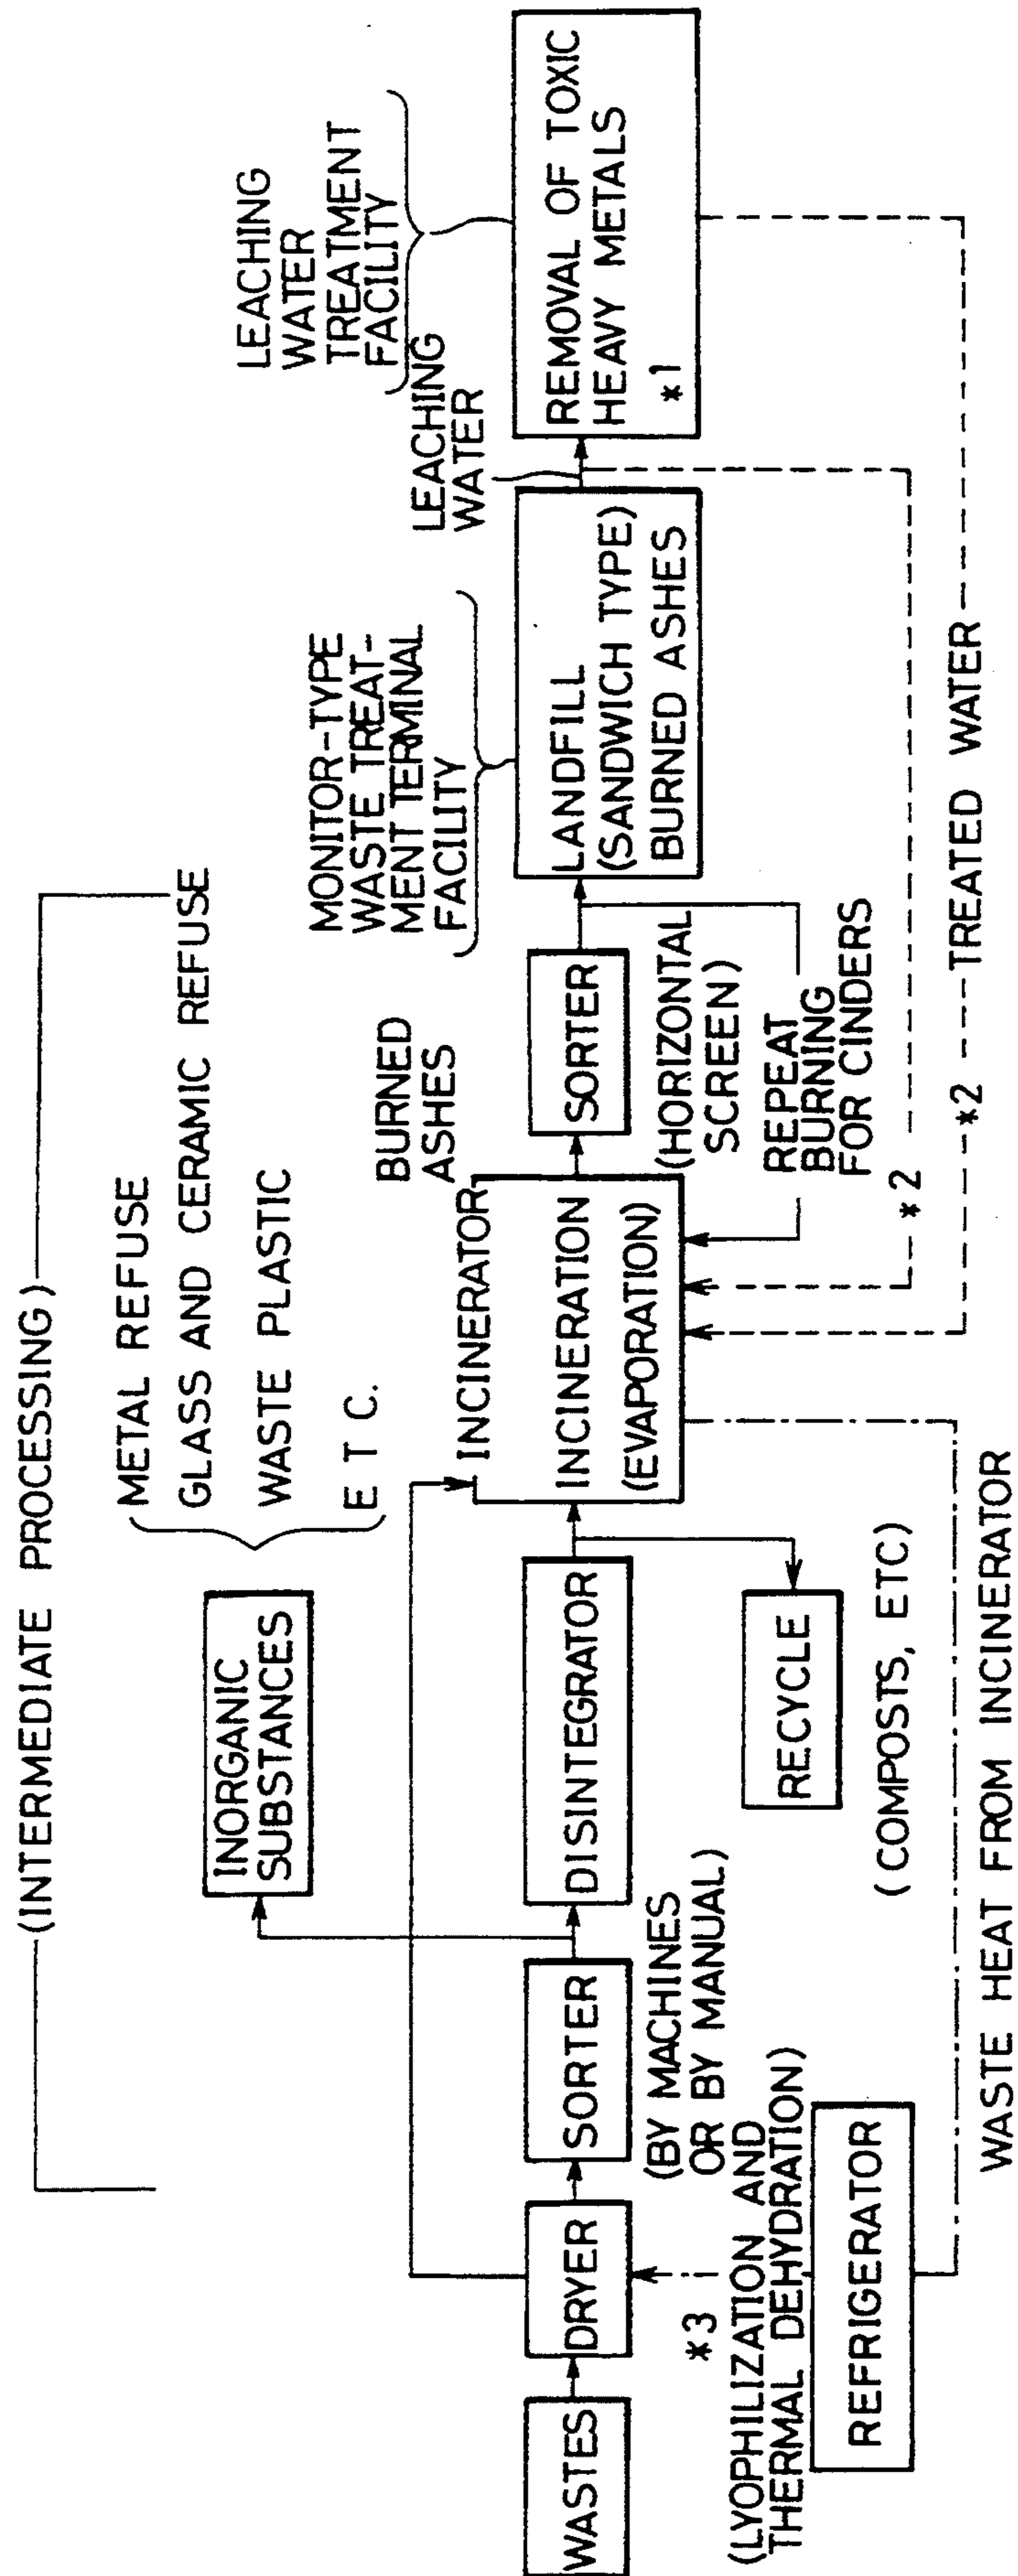 (INTERMEDIATE PROCESSING)
METAL REFUSE
GLASS AND CERAMIC REFUSE
WASTE PLASTIC
E T C.
INORGANIC
SUBSTANCES
WASTES
DRYER
SORTER
(BY MACHINES
OR BY MANUAL)
DISINTEGRATOR
INCINERATOR
INCINERATION
(EVAPORATION)
BURNED
ASHES
SORTER
(HORIZONTAL
SCREEN)
REPEAT
BURNING
FOR CINDERS
MONITOR-TYPE
WASTE TREAT-
MENT TERMINAL
FACILITY
LANDFILL
(SANDWICH TYPE)
BURNED ASHES
LEACHING
WATER
LEACHING
WATER
TREATMENT
FACILITY
REMOVAL OF TOXIC
HEAVY METALS
*1
*2
*2 TREATED WATER
RECYCLE
(COMPOSTS, ETC)
*3
(LYOPHILIZATION AND
THERMAL DEHYDRATION)
REFRIGERATOR
WASTE HEAT FROM INCINERATOR